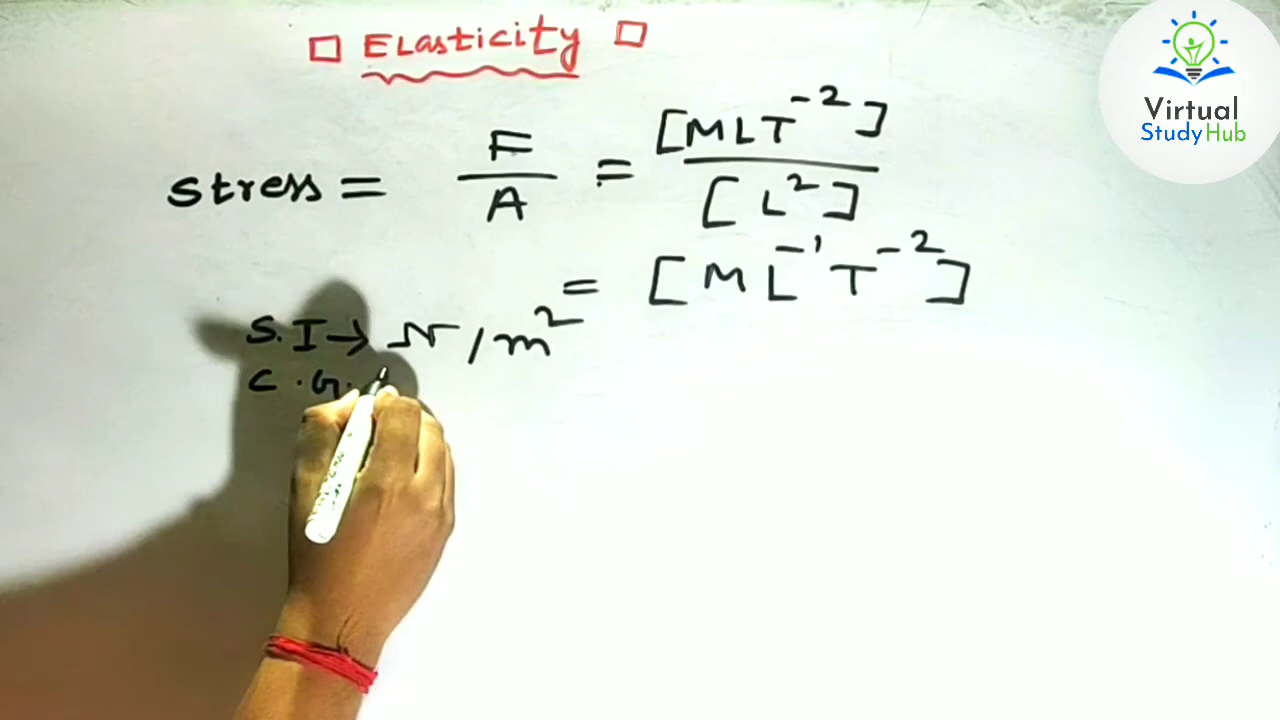 □ Elasticity □
Virtual
Study Hub
Stress = F/A = [MLT⁻²]/[L²]
= [ML⁻¹T⁻²]
S.I → N/m²
C.G.